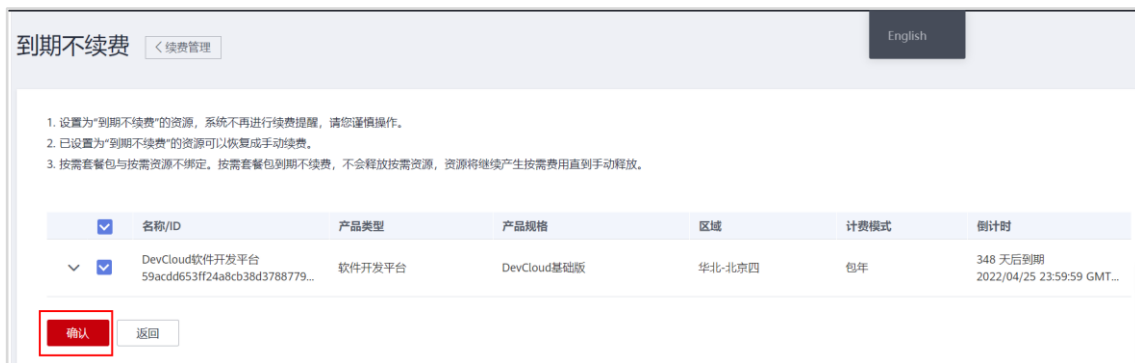 到期不续费
く续费管理
English
1. 设置为“到期不续费”的资源，系统不再进行续费提醒，请您谨慎操作。
2. 已设置为“到期不续费”的资源可以恢复成手动续费。
3. 按需套餐包与按需资源不绑定。按需套餐包到期不续费，不会释放按需资源，资源将继续产生按需费用直到手动释放。
名称/ID 产品类型 产品规格 区域 计费模式 倒计时
DevCloud软件开发平台 软件开发平台 DevCloud基础版 华北-北京四 包年 348 天后到期
59acdd653ff24a8cb38d3788779... 2022/04/25 23:59:59 GMT...
确认 返回